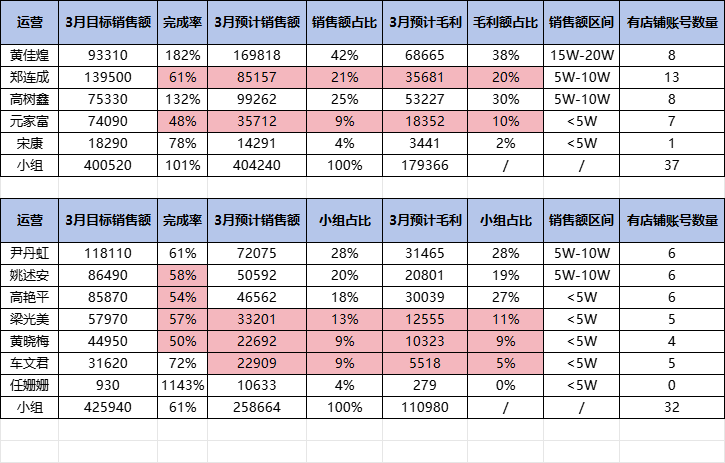 运营 3月目标销售额 完成率 3月预计销售额 销售额占比 3月预计毛利 毛利额占比 销售额区间 有店铺账号数量
黄佳煌 93310 182% 169818 42% 68665 38% 15W-20W 8
郑连成 139500 61% 85157 21% 35681 20% 5W-10W 13
高树鑫 75330 132% 99262 25% 53227 30% 5W-10W 8
元家富 74090 48% 35712 9% 18352 10% <5W 7
宋康 18290 78% 14291 4% 3441 2% <5W 1
小组 400520 101% 404240 100% 179366 / / 37
运营 3月目标销售额 完成率 3月预计销售额 小组占比 3月预计毛利 小组占比 销售额区间 有店铺账号数量
尹丹虹 118110 61% 72075 28% 31465 28% 5W-10W 6
姚述安 86490 58% 50592 20% 20801 19% 5W-10W 6
高艳平 85870 54% 46562 18% 30039 27% <5W 6
梁光美 57970 57% 33201 13% 12555 11% <5W 5
黄晓梅 44950 50% 22692 9% 10323 9% <5W 4
车文君 31620 72% 22909 9% 5518 5% <5W 5
任姗姗 930 1143% 10633 4% 279 0% <5W 0
小组 425940 61% 258664 100% 110980 / / 32